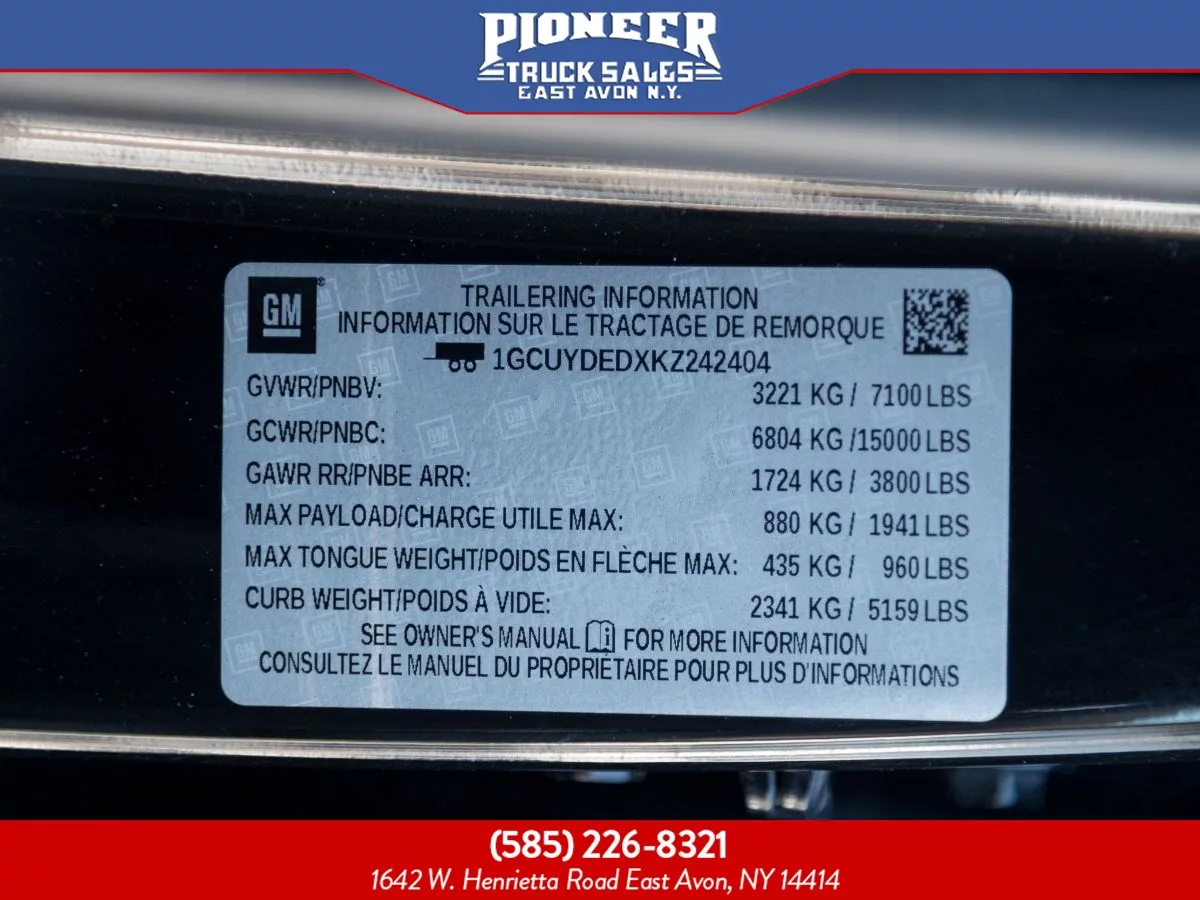 PIONEER
TRUCK SALES
EAST AVON N.Y.
GM
TRAILERING INFORMATION
INFORMATION SUR LE TRACTAGE DE REMORQUE
1GCUYDEDXKZ242404
GVWR/PNBV: 3221 KG / 7100 LBS
GCWR/PNBC: 6804 KG /15000 LBS
GAWR RR/PNBE ARR: 1724 KG / 3800 LBS
MAX PAYLOAD/CHARGE UTILE MAX: 880 KG / 1941 LBS
MAX TONGUE WEIGHT/POIDS EN FLÈCHE MAX: 435 KG / 960 LBS
CURB WEIGHT/POIDS À VIDE: 2341 KG / 5159 LBS
SEE OWNER'S MANUAL FOR MORE INFORMATION
CONSULTEZ LE MANUEL DU PROPRIÉTAIRE POUR PLUS D'INFORMATIONS
(585) 226-8321
1642 W. Henrietta Road East Avon, NY 14414